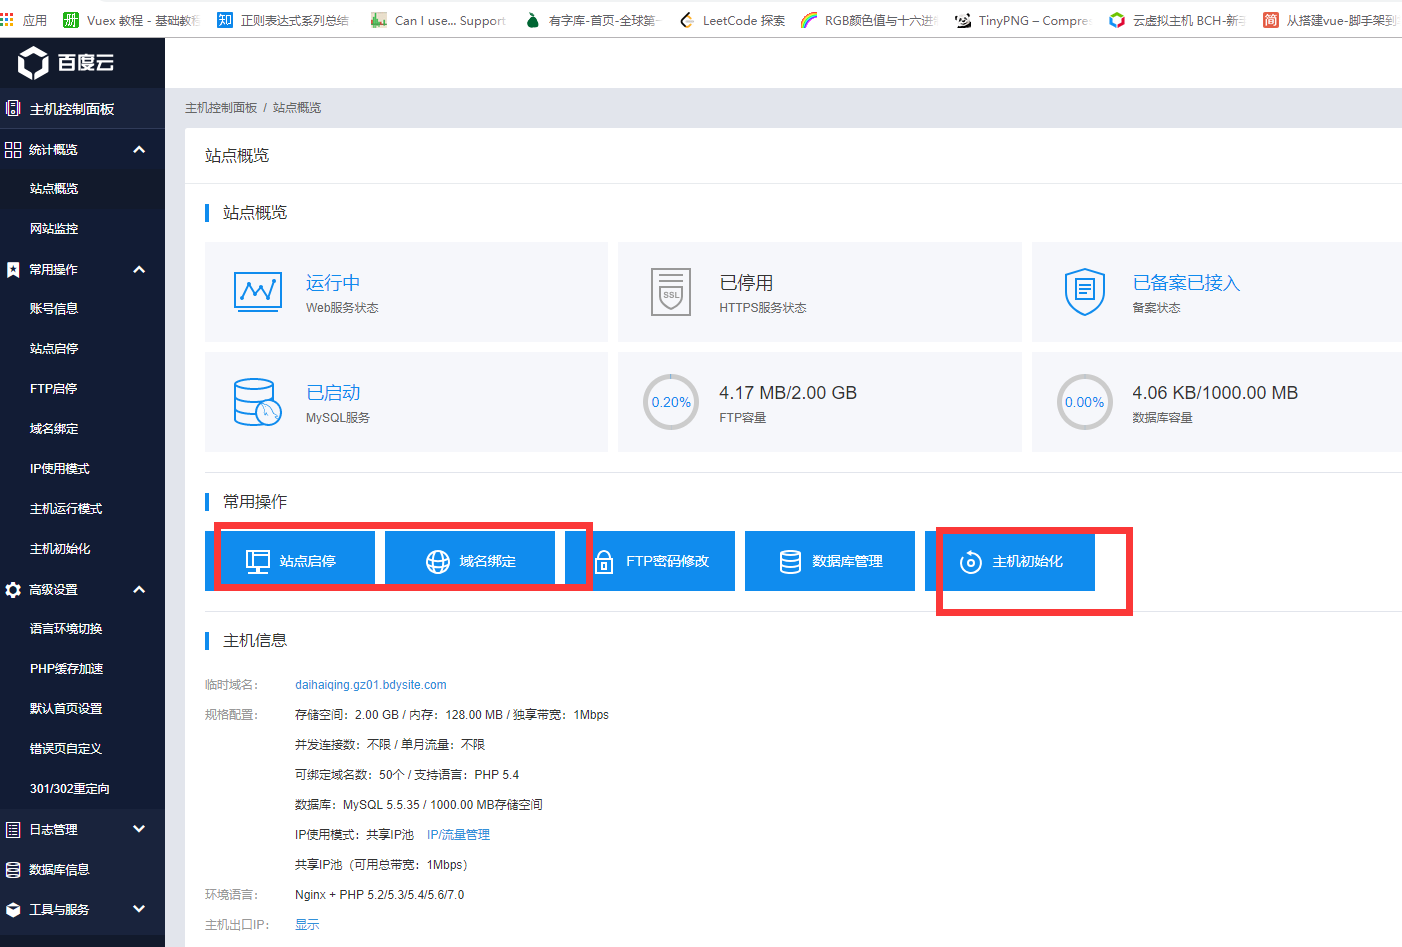 应用 Vuex 教程 - 基础教程 正则表达式系列总结 Can I use... Support 有字库-首页-全球第一 LeetCode 探索 RGB颜色值与十六进 TinyPNG – Compre 云虚拟主机 BCH-新手 从搭建vue-脚手架到
百度云
主机控制面板
统计概览
站点概览
网站监控
常用操作
账号信息
站点启停
FTP启停
域名绑定
IP使用模式
主机运行模式
主机初始化
高级设置
语言环境切换
PHP缓存加速
默认首页设置
错误页自定义
301/302重定向
日志管理
数据库信息
工具与服务
主机控制面板 / 站点概览
站点概览
站点概览
运行中
Web服务状态
SSL
已停用
HTTPS服务状态
已备案已接入
备案状态
已启动
MySQL服务
0.20%
4.17 MB/2.00 GB
FTP容量
0.00%
4.06 KB/1000.00 MB
数据库容量
常用操作
站点启停 域名绑定 FTP密码修改 数据库管理 主机初始化
主机信息
临时域名： daihaiqing.gz01.bdysite.com
规格配置： 存储空间：2.00 GB / 内存：128.00 MB / 独享带宽：1Mbps
并发连接数：不限 / 单月流量：不限
可绑定域名数：50个 / 支持语言：PHP 5.4
数据库：MySQL 5.5.35 / 1000.00 MB存储空间
IP使用模式：共享IP池 IP/流量管理
共享IP池（可用总带宽：1Mbps）
环境语言： Nginx + PHP 5.2/5.3/5.4/5.6/7.0
主机出口IP： 显示